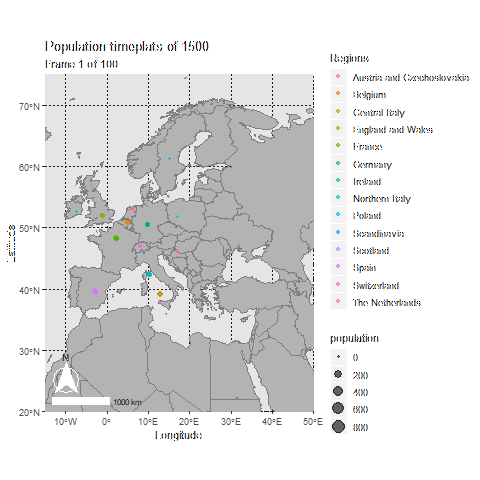 Population timeplats of 1500
Frame 1 of 100
70°N
60°N
50°N
40°N
30°N
20°N
Latitude
N
1000 km
10°W
0°
10°E
20°E
30°E
40°E
50°E
Longitude
Regions
Austria and Czechoslovakia
Belgium
Central Italy
England and Wales
France
Germany
Ireland
Northern Italy
Poland
Scandinavia
Scotland
Spain
Switzerland
The Netherlands
population
0
200
400
600
800